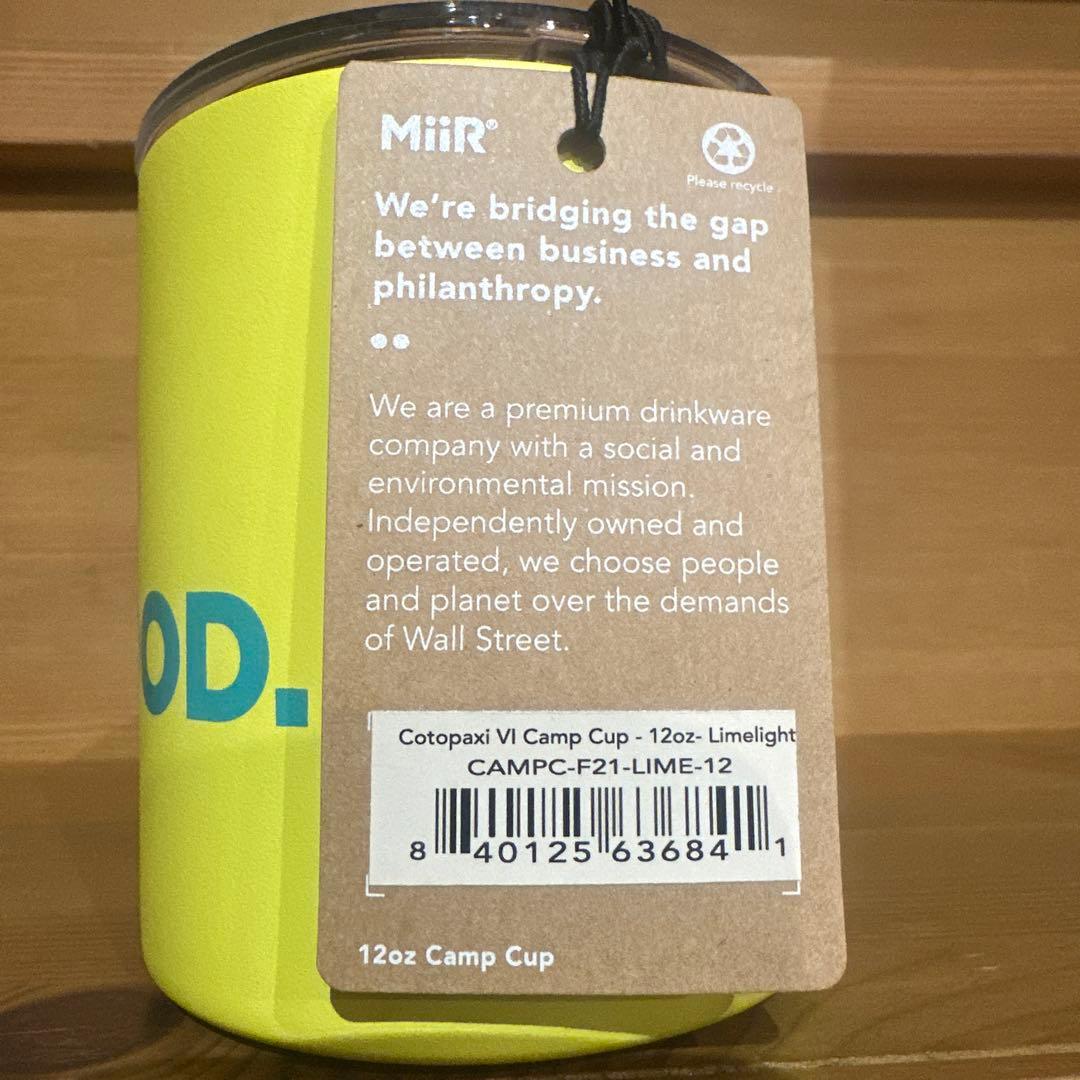 MiiR®
Please recycle
We're bridging the gap
between business and
philanthropy.
We are a premium drinkware
company with a social and
environmental mission.
Independently owned and
operated, we choose people
and planet over the demands
of Wall Street.
OD.
Cotopaxi VI Camp Cup - 12oz- Limelight
CAMPC-F21-LIME-12
8 40125 63684 1
12oz Camp Cup